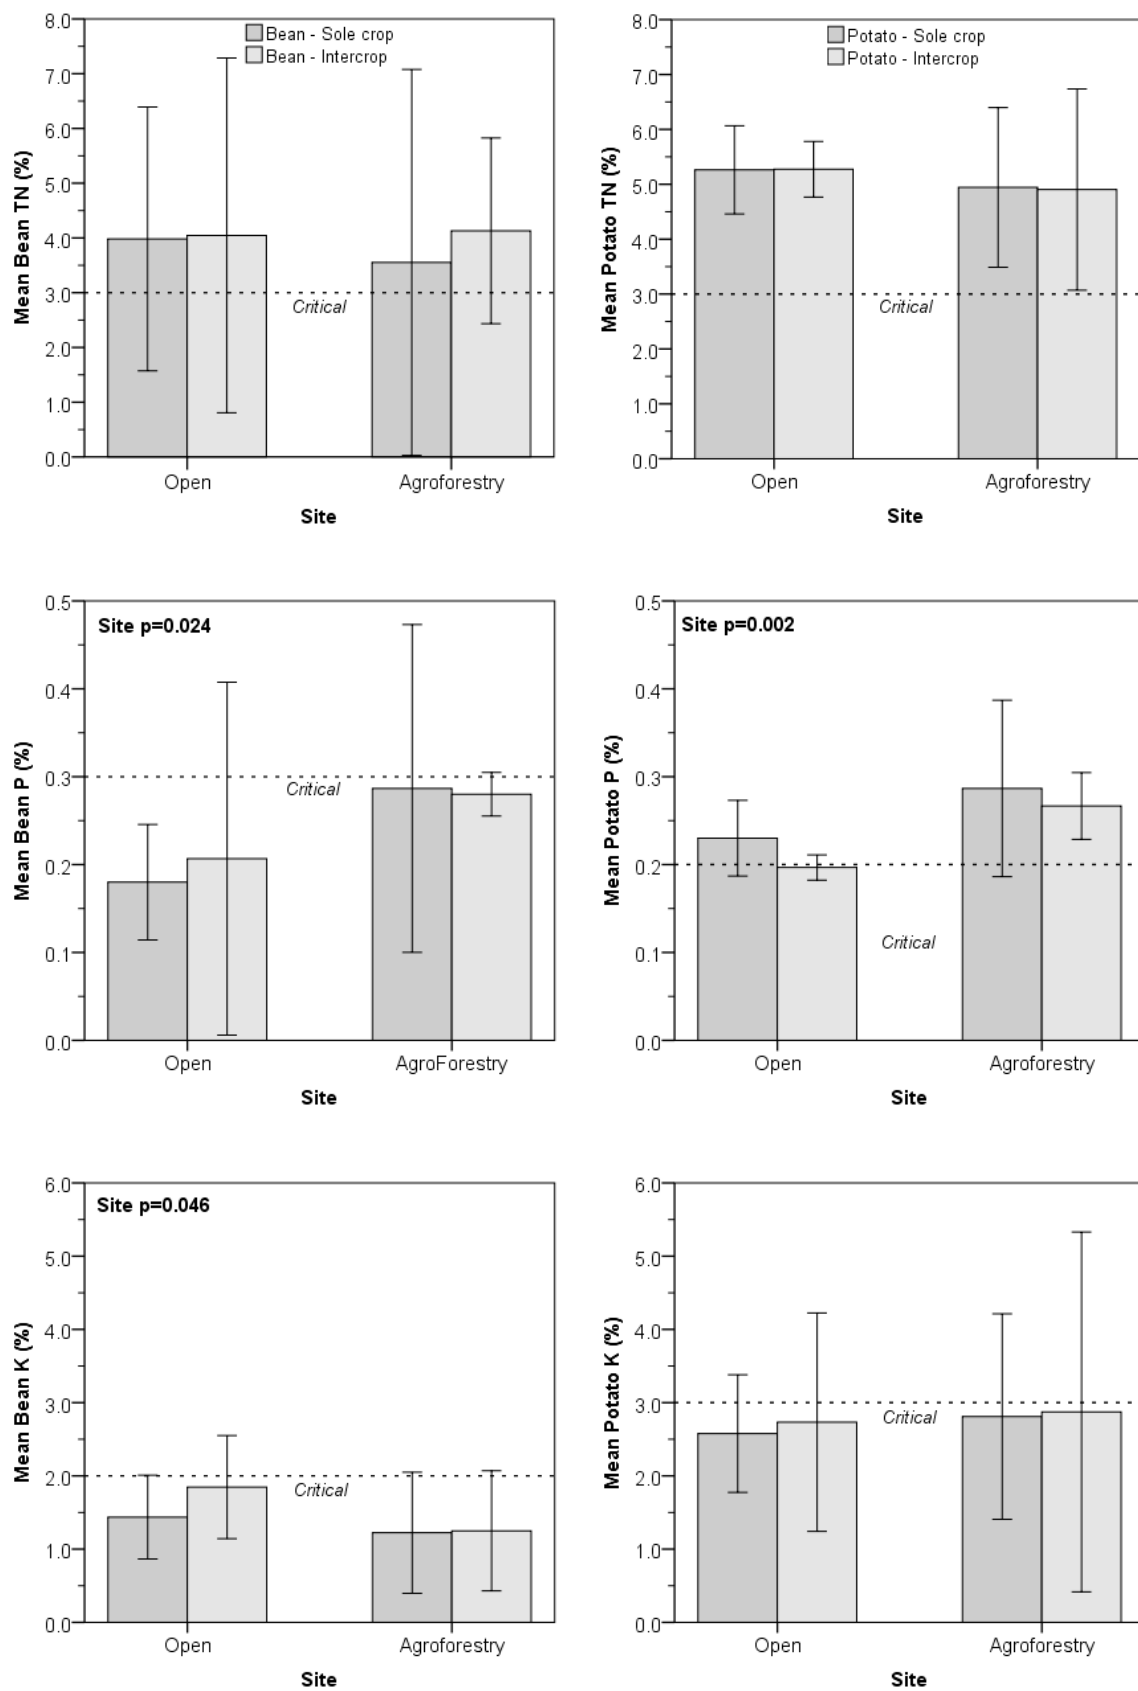 Mean Bean TN (%)
8.0
7.0
6.0
5.0
4.0
3.0
2.0
1.0
0.0
Bean - Sole crop
Bean - Intercrop
Critical
Open
Agroforestry
Site
Mean Potato TN (%)
8.0
7.0
6.0
5.0
4.0
3.0
2.0
1.0
0.0
Potato - Sole crop
Potato - Intercrop
Critical
Open
Agroforestry
Site
Mean Bean P (%)
0.5
0.4
0.3
0.2
0.1
0.0
Site p=0.024
Critical
Open
AgroForestry
Site
Mean Potato P (%)
0.5
0.4
0.3
0.2
0.1
0.0
Site p=0.002
Critical
Open
Agroforestry
Site
Mean Bean K (%)
6.0
5.0
4.0
3.0
2.0
1.0
0.0
Site p=0.046
Critical
Open
Agroforestry
Site
Mean Potato K (%)
6.0
5.0
4.0
3.0
2.0
1.0
0.0
Critical
Open
Agroforestry
Site